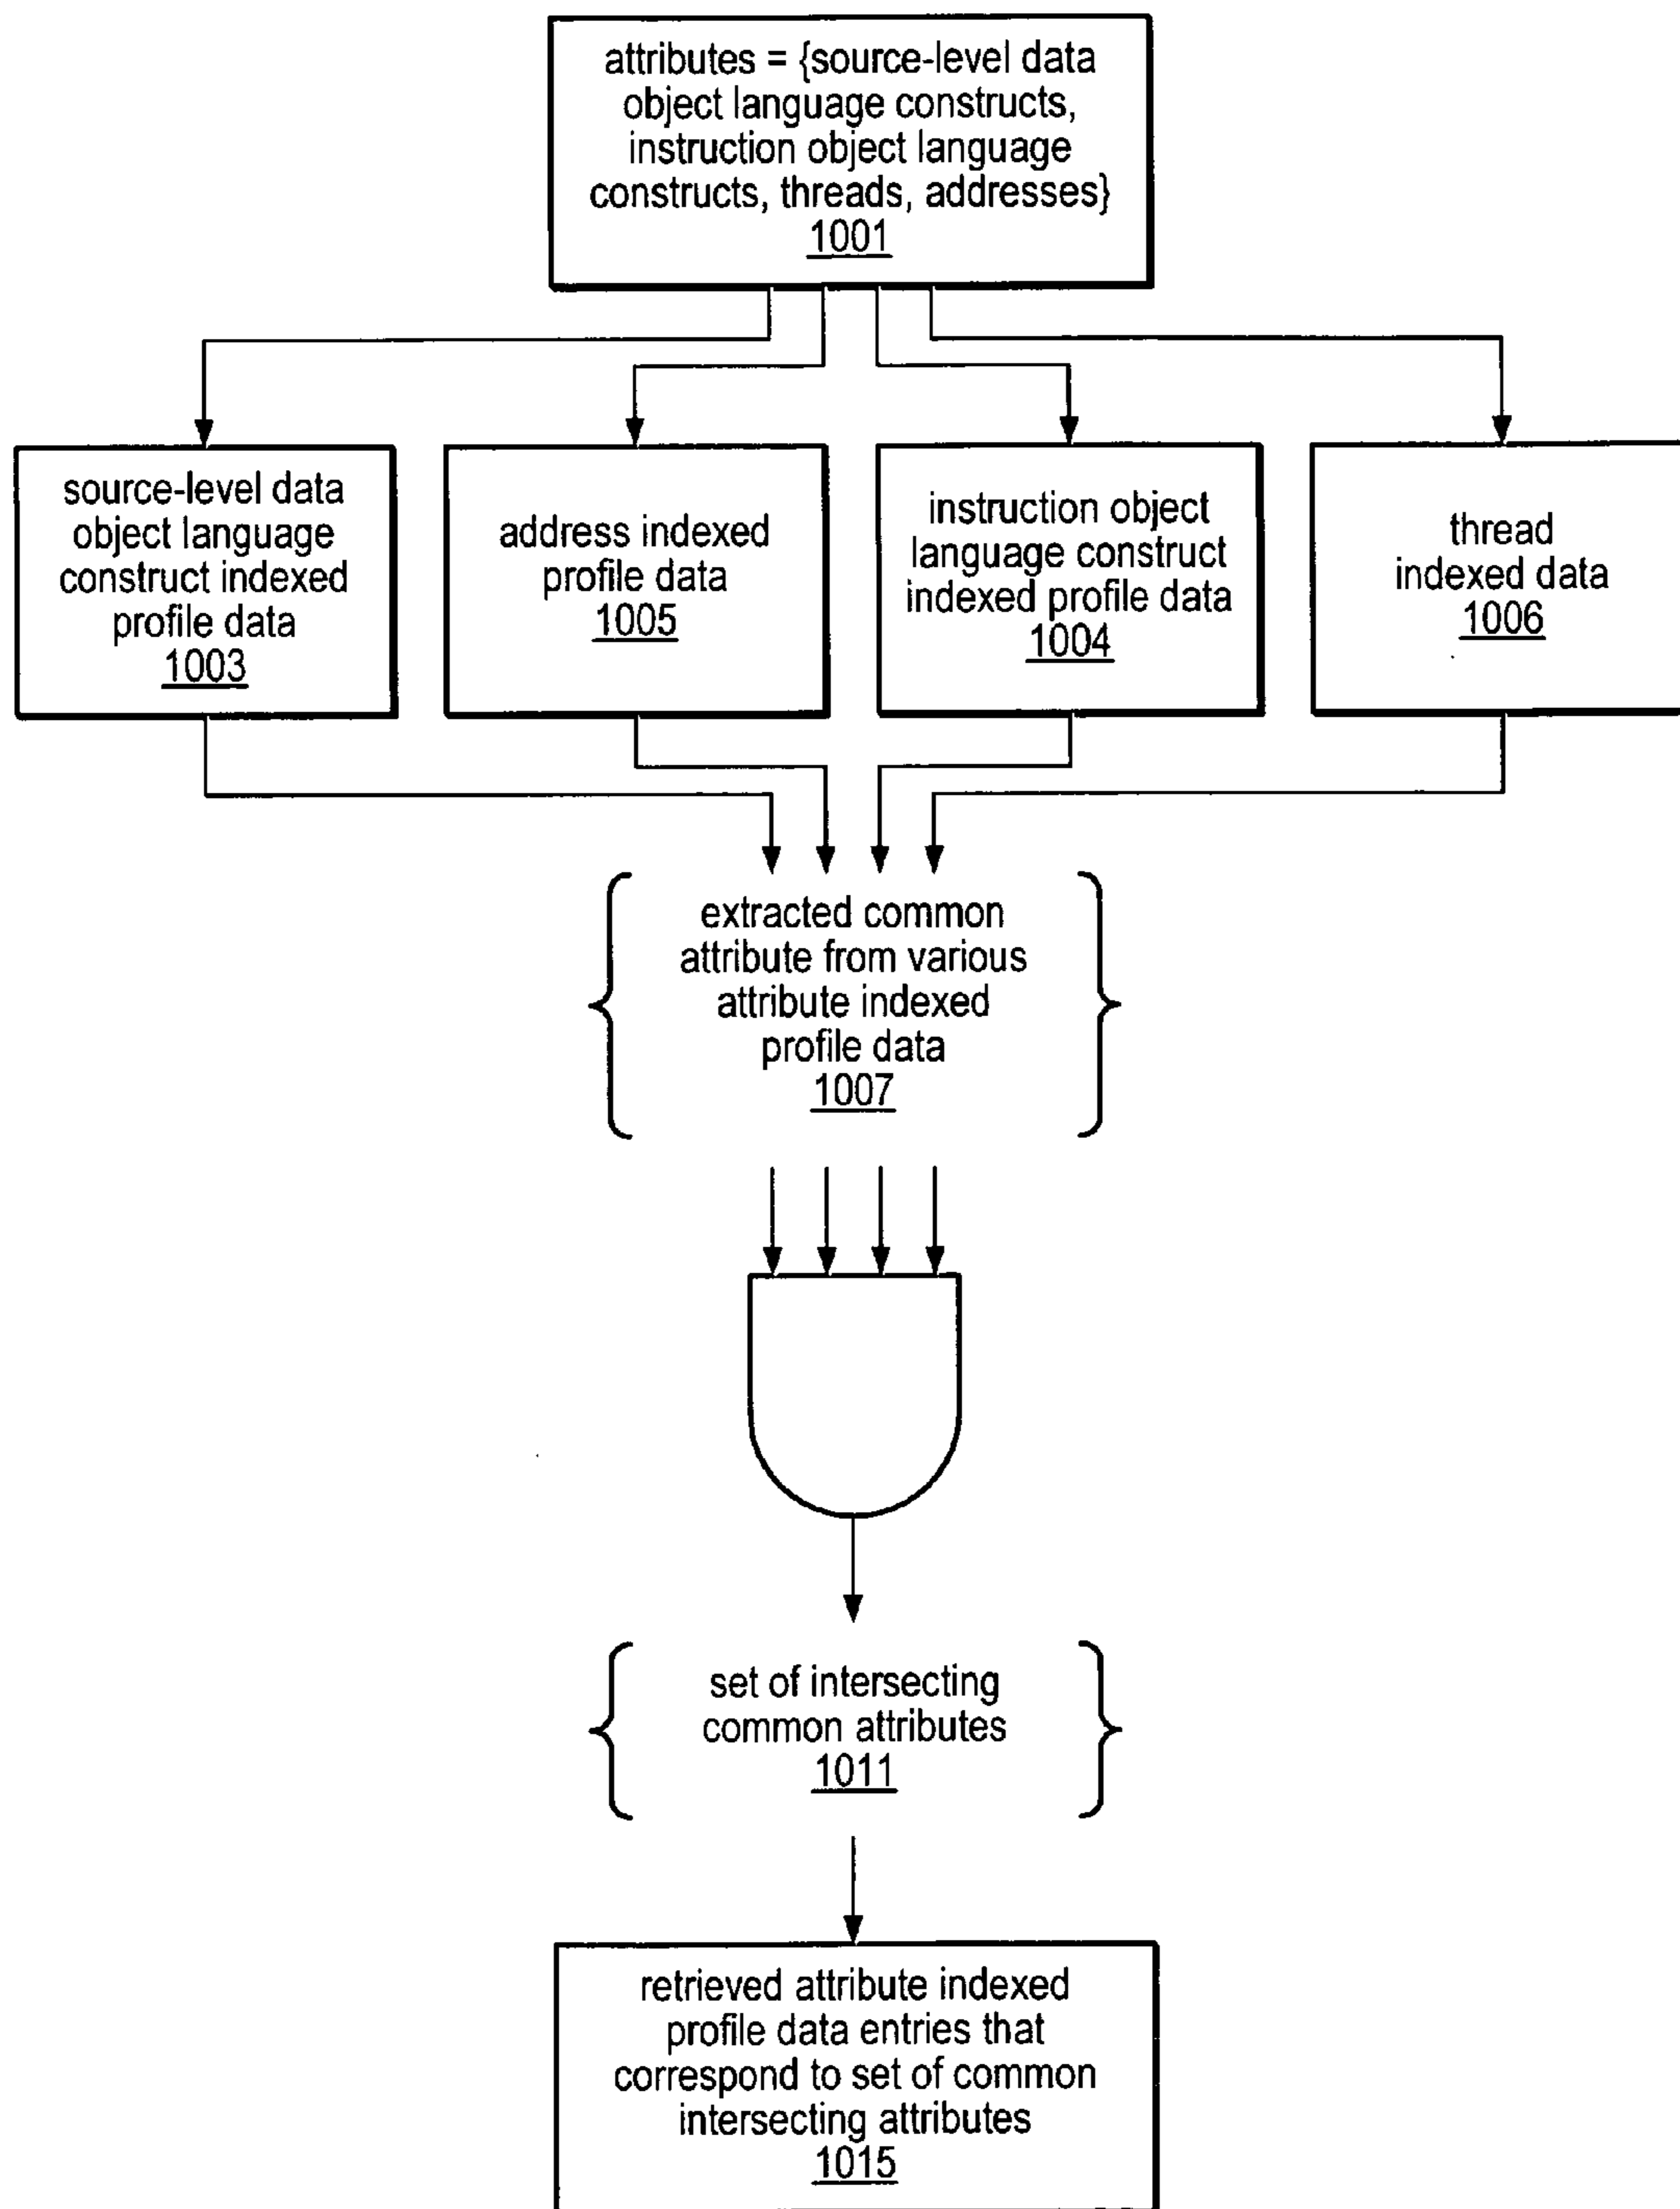 attributes = {source-level data
object language constructs,
instruction object language
constructs, threads, addresses}
1001
source-level data
object language
construct indexed
profile data
1003
address indexed
profile data
1005
instruction object
language construct
indexed profile data
1004
thread
indexed data
1006
extracted common
attribute from various
attribute indexed
profile data
1007
set of intersecting
common attributes
1011
retrieved attribute indexed
profile data entries that
correspond to set of common
intersecting attributes
1015